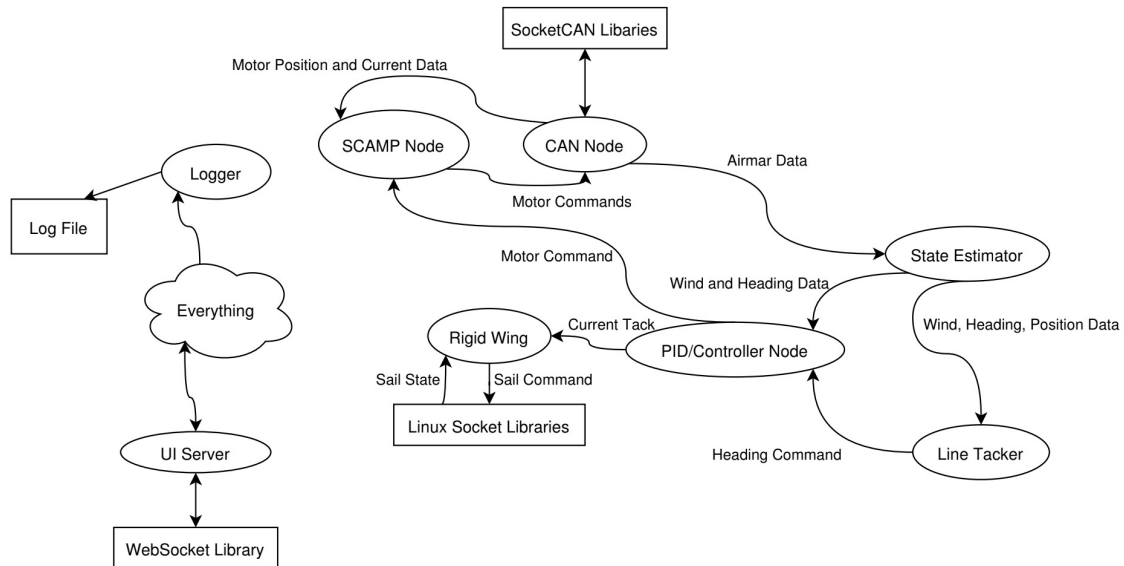 SocketCAN Libaries
Motor Position and Current Data
SCAMP Node
CAN Node
Airmar Data
Logger
Motor Commands
Log File
Motor Command
State Estimator
Wind and Heading Data
Everything
Wind, Heading, Position Data
Current Tack
Rigid Wing
PID/Controller Node
Sail State
Sail Command
Linux Socket Libraries
UI Server
Heading Command
Line Tacker
WebSocket Library